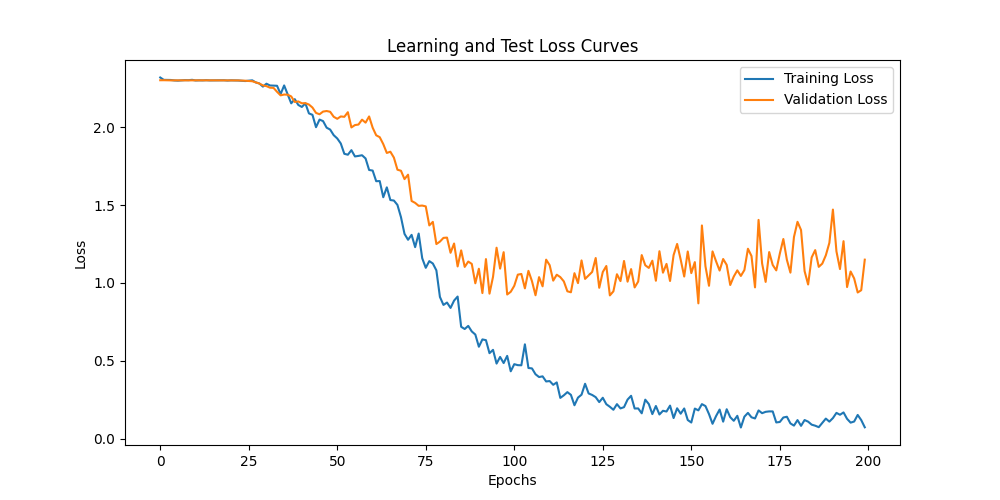 Learning and Test Loss Curves
Training Loss
Validation Loss
Loss
2.0
1.5
1.0
0.5
0.0
0 25 50 75 100 125 150 175 200
Epochs